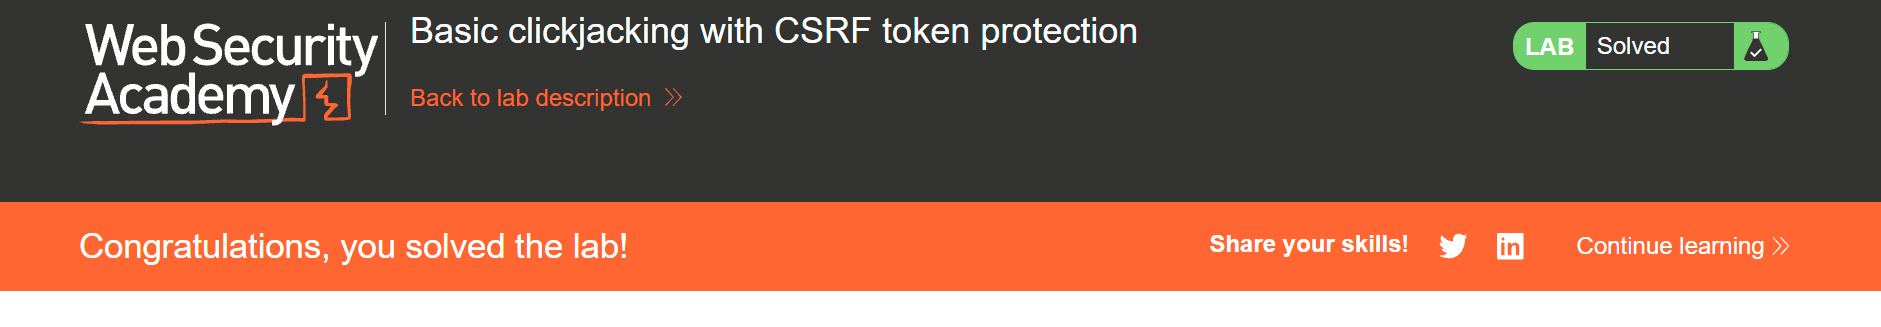 Web Security
Academy
Basic clickjacking with CSRF token protection
Back to lab description
LAB Solved
Congratulations, you solved the lab!
Share your skills!
Continue learning